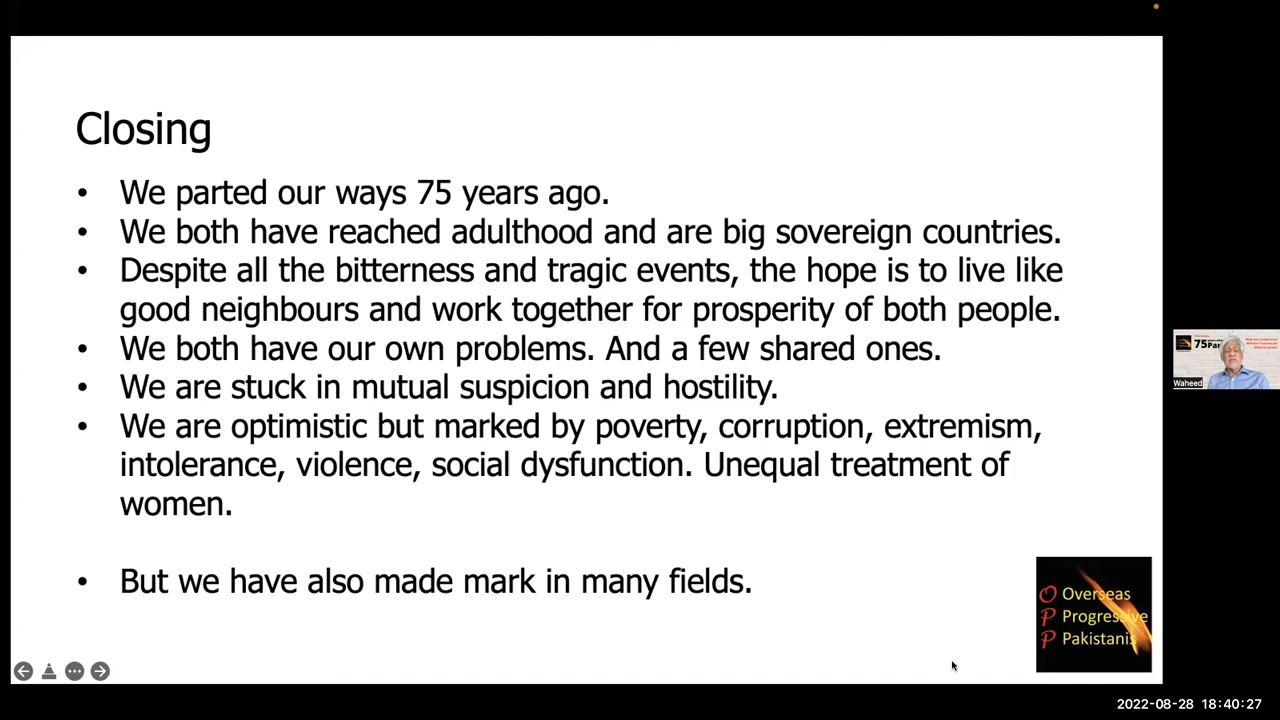 Closing
• We parted our ways 75 years ago.
• We both have reached adulthood and are big sovereign countries.
• Despite all the bitterness and tragic events, the hope is to live like
good neighbours and work together for prosperity of both people.
• We both have our own problems. And a few shared ones.
• We are stuck in mutual suspicion and hostility.
• We are optimistic but marked by poverty, corruption, extremism,
intolerance, violence, social dysfunction. Unequal treatment of
women.
• But we have also made mark in many fields.
O Overseas
P Progressive
P Pakistanis
75
Waheed
2022-08-28 18:40:27